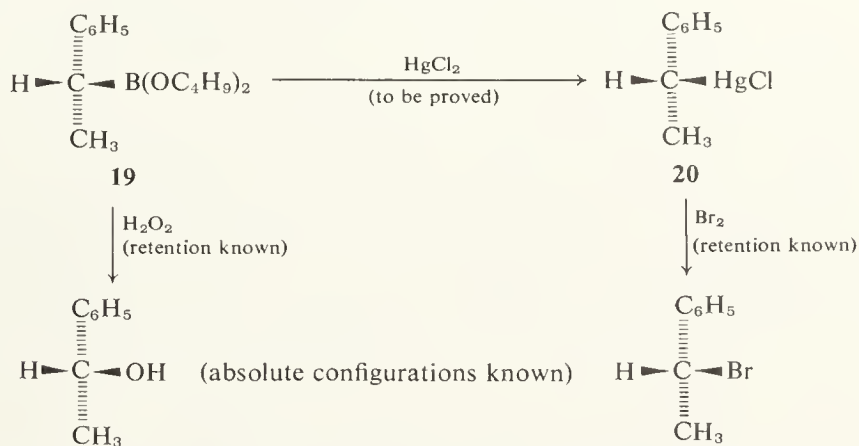 C₆H₅ C₆H₅
H C B(OC₄H₉)₂ HgCl₂ H C HgCl
(to be proved)
CH₃ CH₃
19 20
H₂O₂ Br₂
(retention known) (retention known)
C₆H₅ C₆H₅
H C OH (absolute configurations known) H C Br
CH₃ CH₃